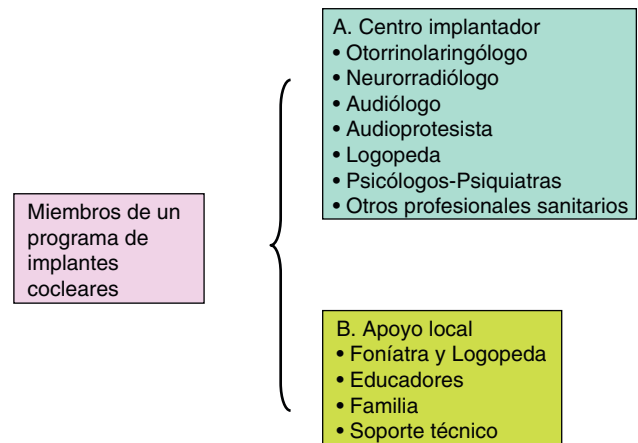 Miembros de un
programa de
implantes
cocleares
A. Centro implantador
• Otorrinolaringólogo
• Neurorradiólogo
• Audiólogo
• Audioprotesista
• Logopeda
• Psicólogos-Psiquiatras
• Otros profesionales sanitarios
B. Apoyo local
• Foníatra y Logopeda
• Educadores
• Familia
• Soporte técnico